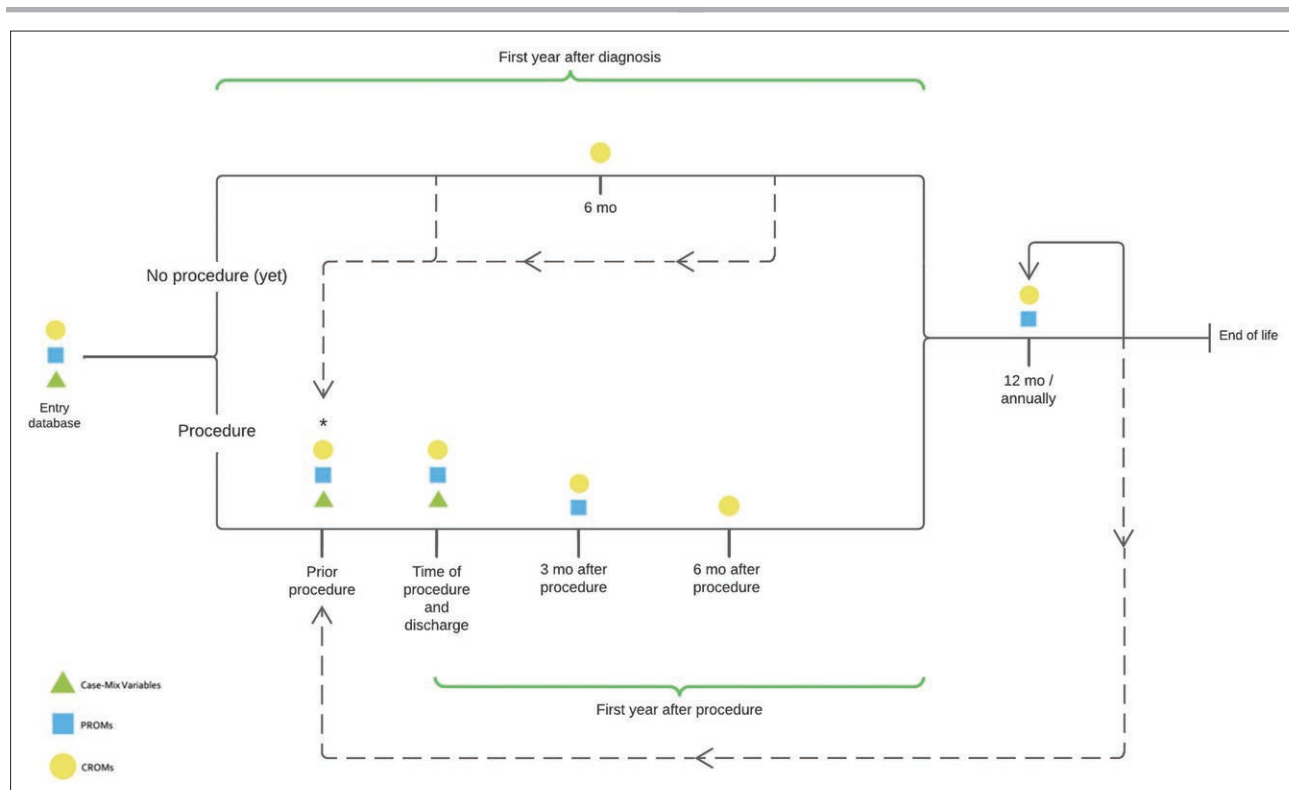 First year after diagnosis
6 mo
No procedure (yet)
Entry
database
Procedure
*
12 mo /
annually
End of life
Prior
procedure
Time of
procedure
and
discharge
3 mo after
procedure
6 mo after
procedure
First year after procedure
Case-Mix Variables
PROMs
CROMs